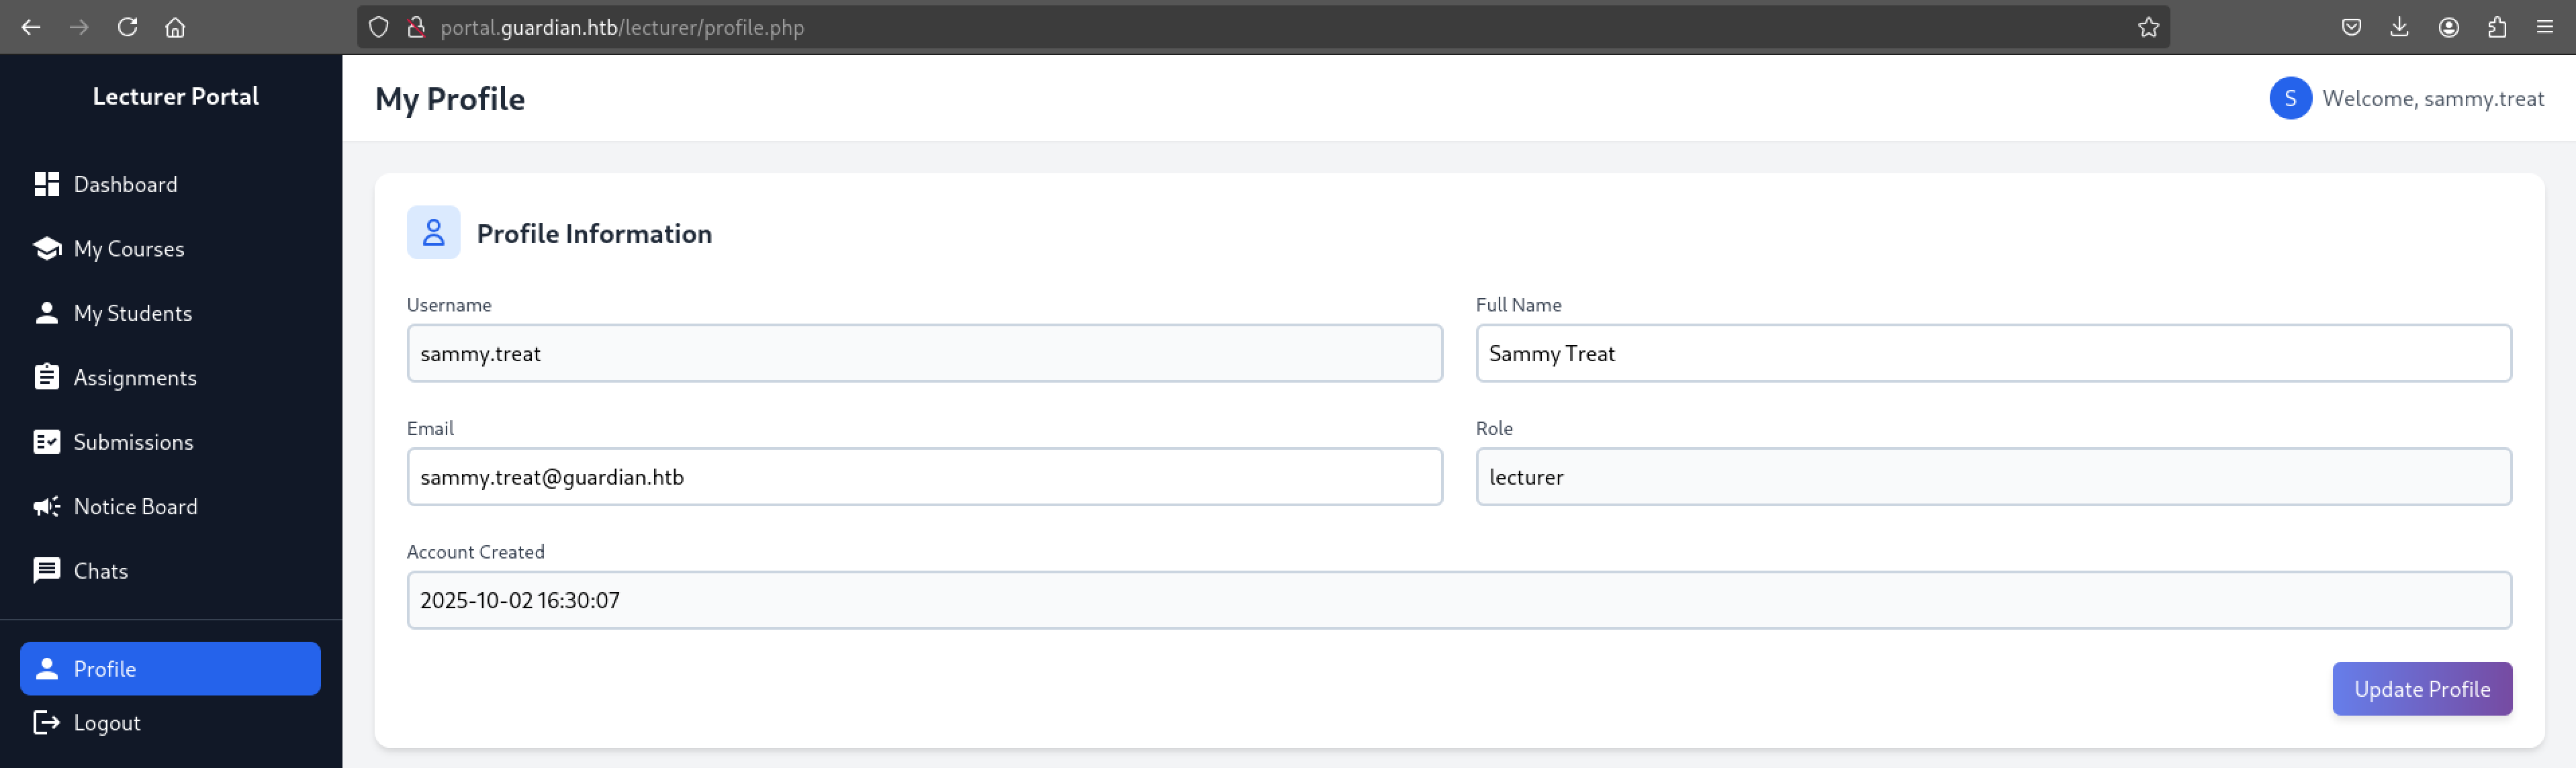 portal.guardian.htb/lecturer/profile.php
Lecturer Portal
Dashboard
My Courses
My Students
Assignments
Submissions
Notice Board
Chats
Profile
Logout
My Profile
S Welcome, sammy.treat
Profile Information
Username
sammy.treat
Full Name
Sammy Treat
Email
sammy.treat@guardian.htb
Role
lecturer
Account Created
2025-10-02 16:30:07
Update Profile